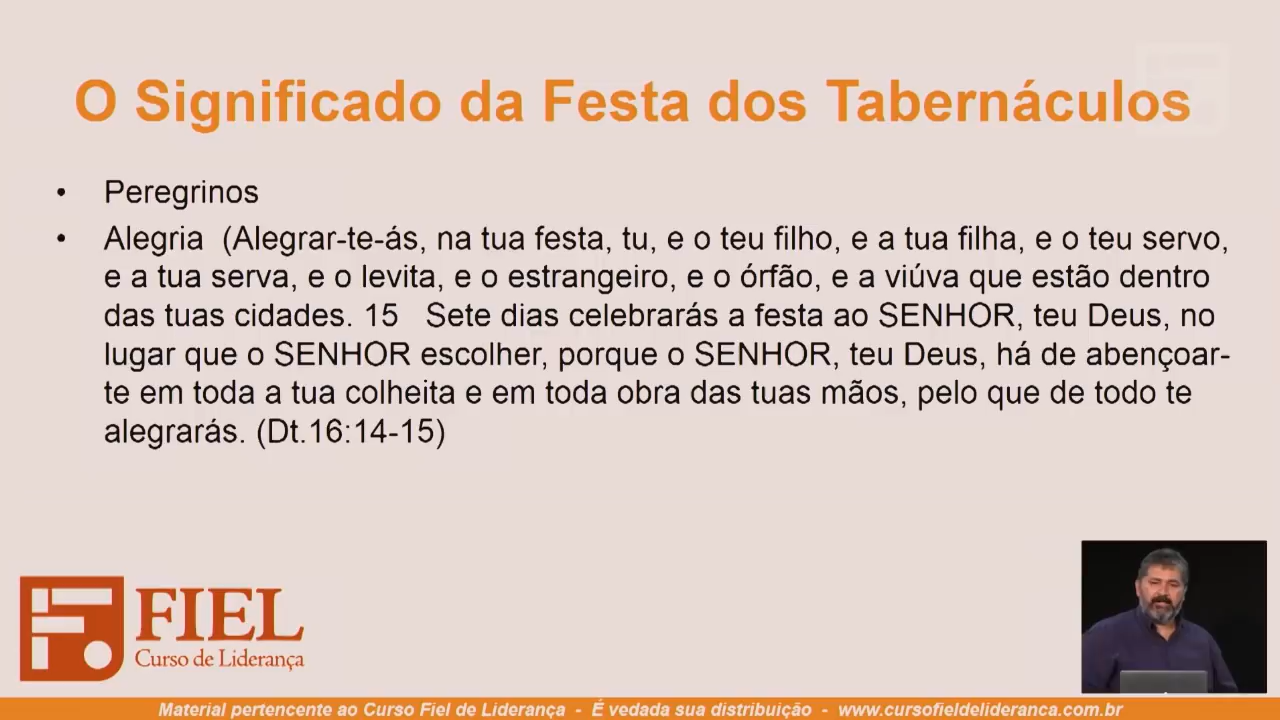 O Significado da Festa dos Tabernáculos
• Peregrinos
• Alegria (Alegrar-te-ás, na tua festa, tu, e o teu filho, e a tua filha, e o teu servo,
e a tua serva, e o levita, e o estrangeiro, e o órfão, e a viúva que estão dentro
das tuas cidades. 15 Sete dias celebrarás a festa ao SENHOR, teu Deus, no
lugar que o SENHOR escolher, porque o SENHOR, teu Deus, há de abençoar-
te em toda a tua colheita e em toda obra das tuas mãos, pelo que de todo te
alegrarás. (Dt.16:14-15)
FIEL
Curso de Liderança
Material pertencente ao Curso Fiel de Liderança - É vedada sua distribuição - www.cursofieldelideranca.com.br